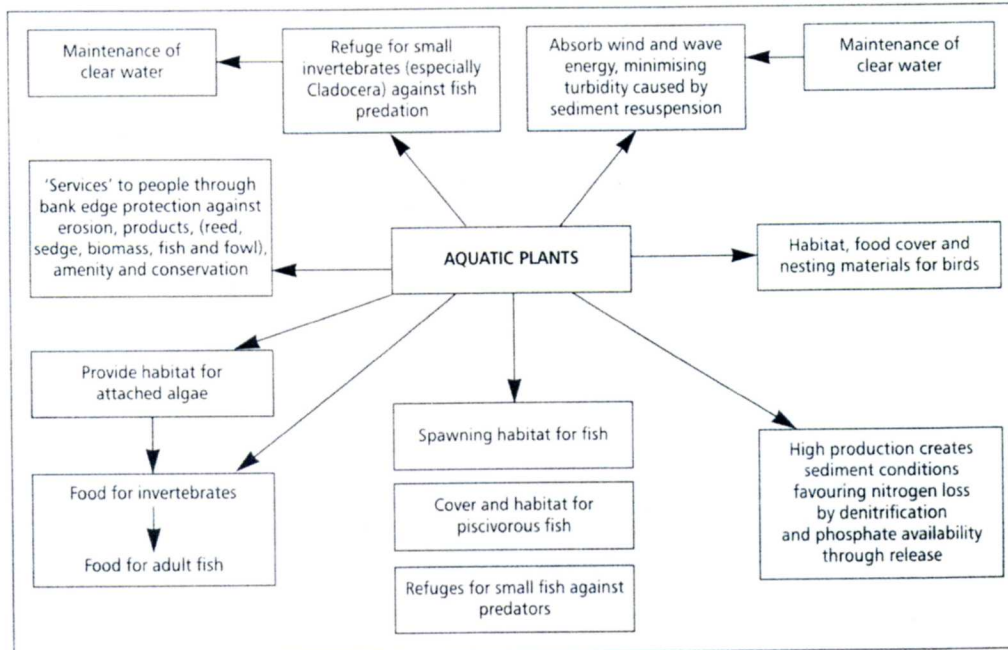 Maintenance of
clear water
Refuge for small
invertebrates (especially
Cladocera) against fish
predation
Absorb wind and wave
energy, minimising
turbidity caused by
sediment resuspension
Maintenance of
clear water
'Services' to people through
bank edge protection against
erosion, products, (reed,
sedge, biomass, fish and fowl),
amenity and conservation
AQUATIC PLANTS
Habitat, food cover and
nesting materials for birds
Provide habitat for
attached algae
Food for invertebrates
Food for adult fish
Spawning habitat for fish
Cover and habitat for
piscivorous fish
Refuges for small fish against
predators
High production creates
sediment conditions
favouring nitrogen loss
by denitrification
and phosphate availability
through release